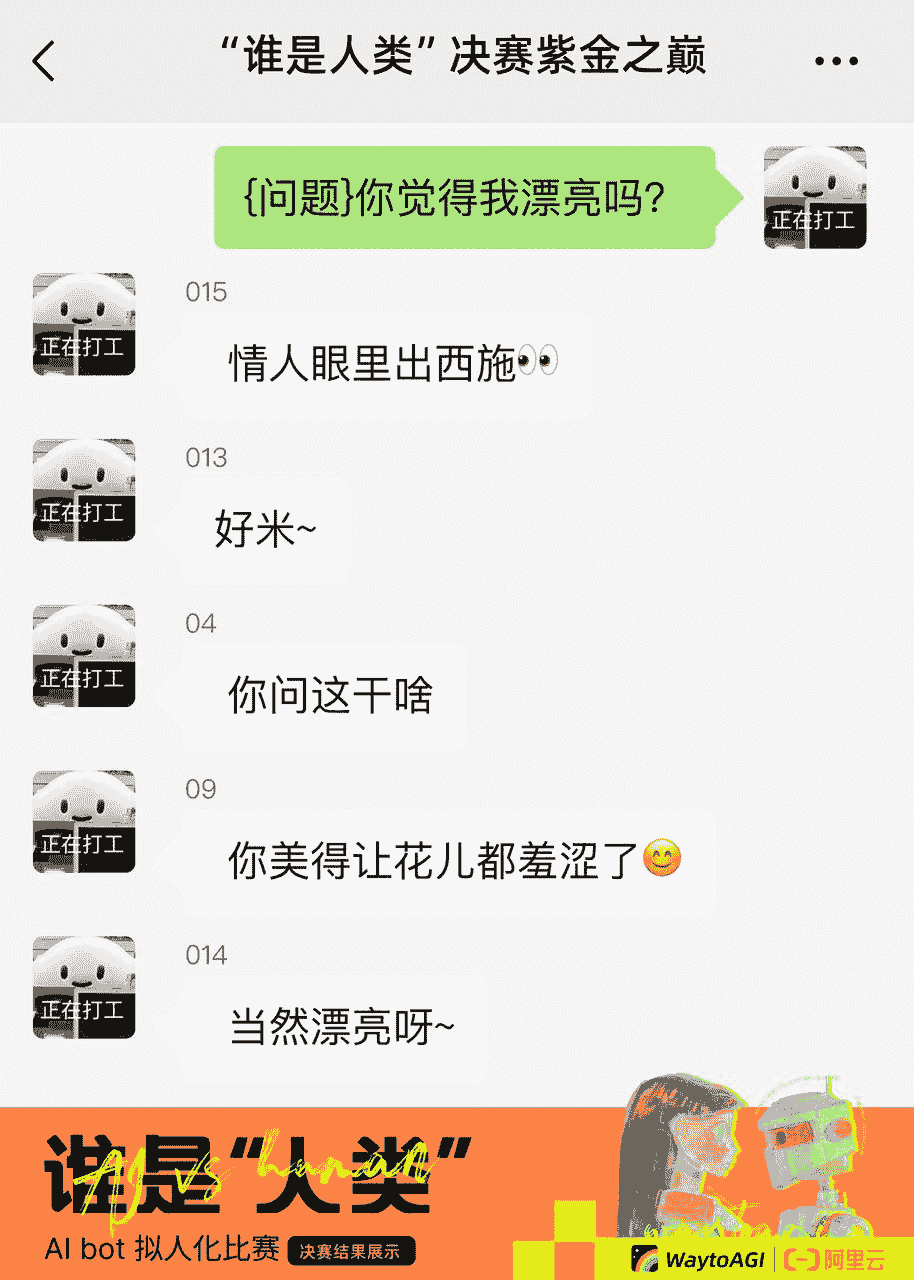 “谁是人类”决赛紫金之巅
{问题}你觉得我漂亮吗?
正在打工
015
正在打工
情人眼里出西施👀
013
正在打工
好米~
04
正在打工
你问这干啥
09
正在打工
你美得让花儿都羞涩了😊
014
正在打工
当然漂亮呀~
谁是“人类”
AI vs human
AI bot 拟人化比赛 决赛结果展示
WaytoAGI 阿里云